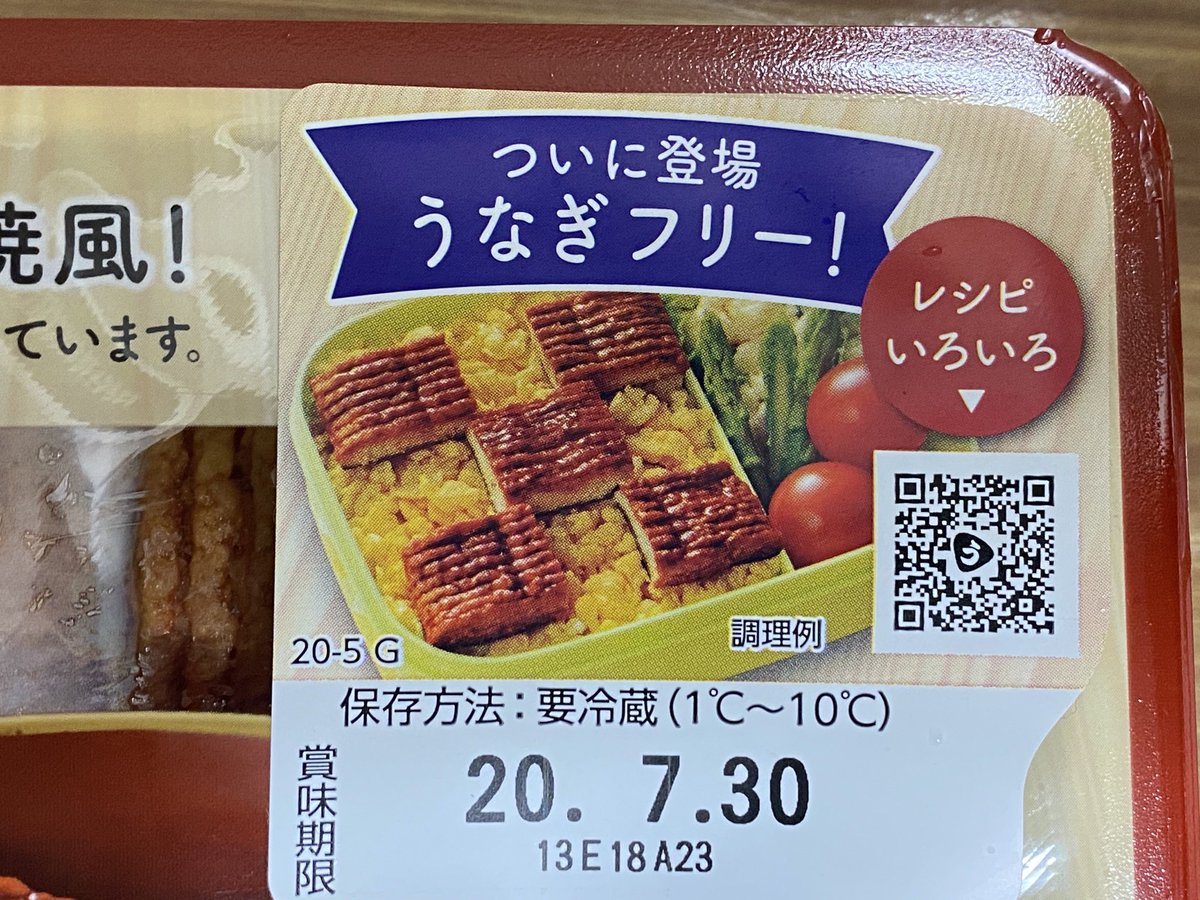 ついに登場
うなぎフリー!
焼風!
ています。
レシピ
いろいろ
▼
う
20-5 G
調理例
保存方法:要冷蔵(1℃～10℃)
賞味期限
20. 7.30
13E18A23